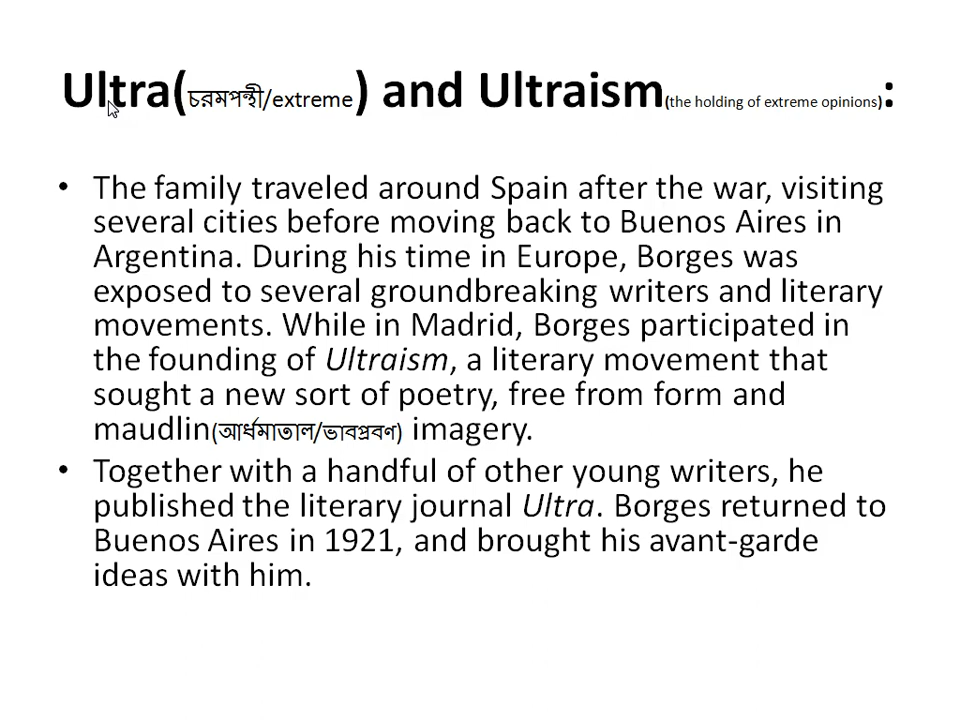 Ultra(চরমপন্থী/extreme) and Ultraism(the holding of extreme opinions):
• The family traveled around Spain after the war, visiting
several cities before moving back to Buenos Aires in
Argentina. During his time in Europe, Borges was
exposed to several groundbreaking writers and literary
movements. While in Madrid, Borges participated in
the founding of Ultraism, a literary movement that
sought a new sort of poetry, free from form and
maudlin(আর্ধমাতাল/ভাবপ্রবণ) imagery.
• Together with a handful of other young writers, he
published the literary journal Ultra. Borges returned to
Buenos Aires in 1921, and brought his avant-garde
ideas with him.